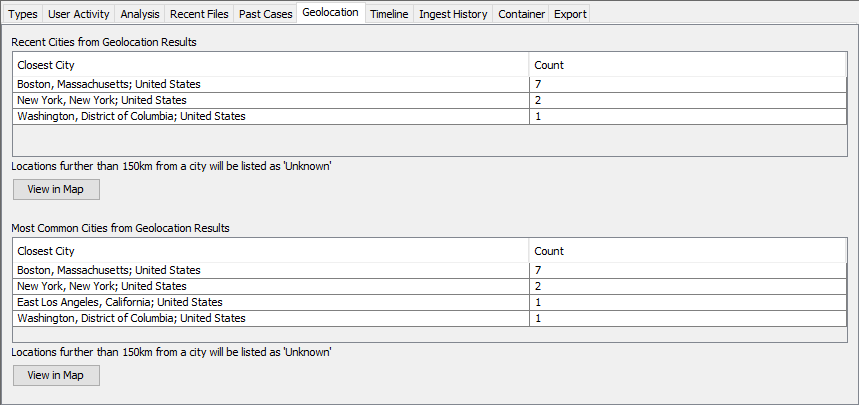 Types User Activity Analysis Recent Files Past Cases Geolocation Timeline Ingest History Container Export
Recent Cities from Geolocation Results
Closest City Count
Boston, Massachusetts; United States 7
New York, New York; United States 2
Washington, District of Columbia; United States 1
Locations further than 150km from a city will be listed as 'Unknown'
View in Map
Most Common Cities from Geolocation Results
Closest City Count
Boston, Massachusetts; United States 7
New York, New York; United States 2
East Los Angeles, California; United States 1
Washington, District of Columbia; United States 1
Locations further than 150km from a city will be listed as 'Unknown'
View in Map